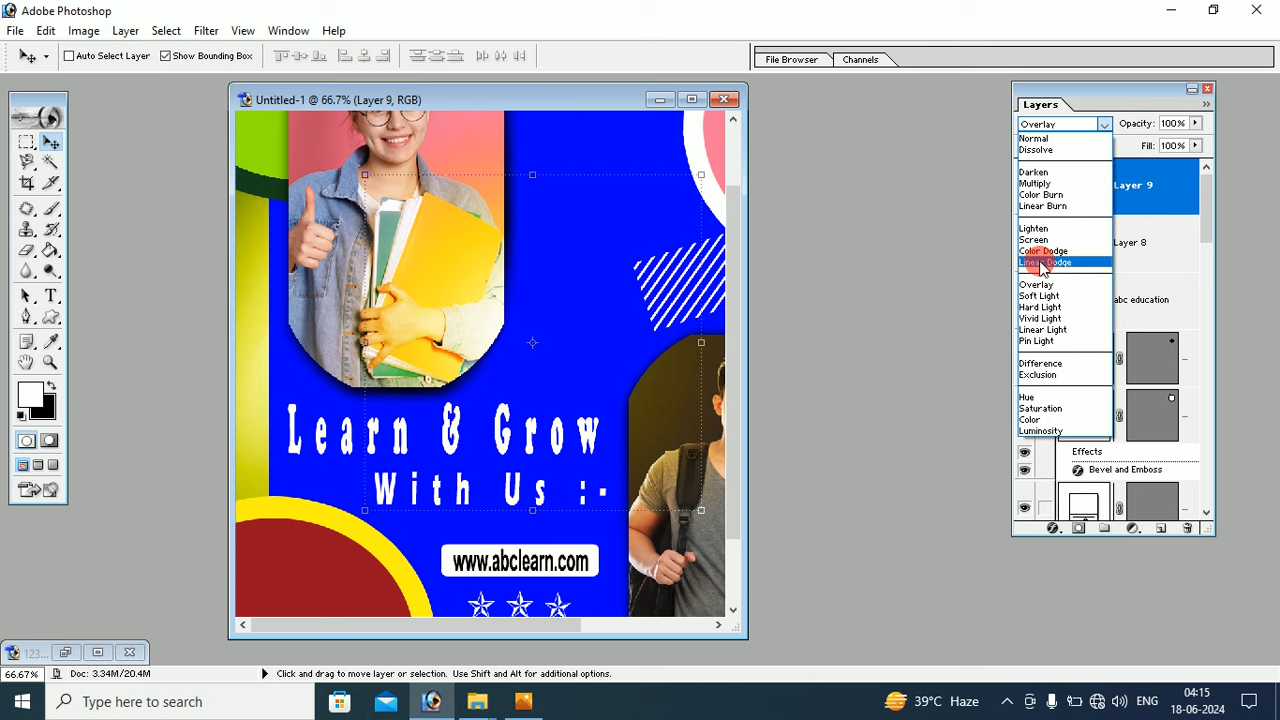 Adobe Photoshop
File Edit Image Layer Select Filter View Window Help
Auto Select Layer Show Bounding Box
File Browser Channels
Untitled-1 @ 66.7% (Layer 9, RGB)
Layers
Overlay Opacity: 100%
Fill: 100%
Normal
Dissolve
Darken
Multiply
Color Burn
Linear Burn
Lighten
Screen
Color Dodge
Linear Dodge
Overlay
Soft Light
Hard Light
Vivid Light
Linear Light
Pin Light
Difference
Exclusion
Hue
Saturation
Color
Luminosity
Layer 9
Layer 8
abc education
Effects
Bevel and Emboss
Learn & Grow
With Us :-
www.abclearn.com
123...
66.67% Doc: 3.34M/20.4M Click and drag to move layer or selection. Use Shift and Alt for additional options.
Type here to search
39°C Haze
ENG
04:15
18-06-2024